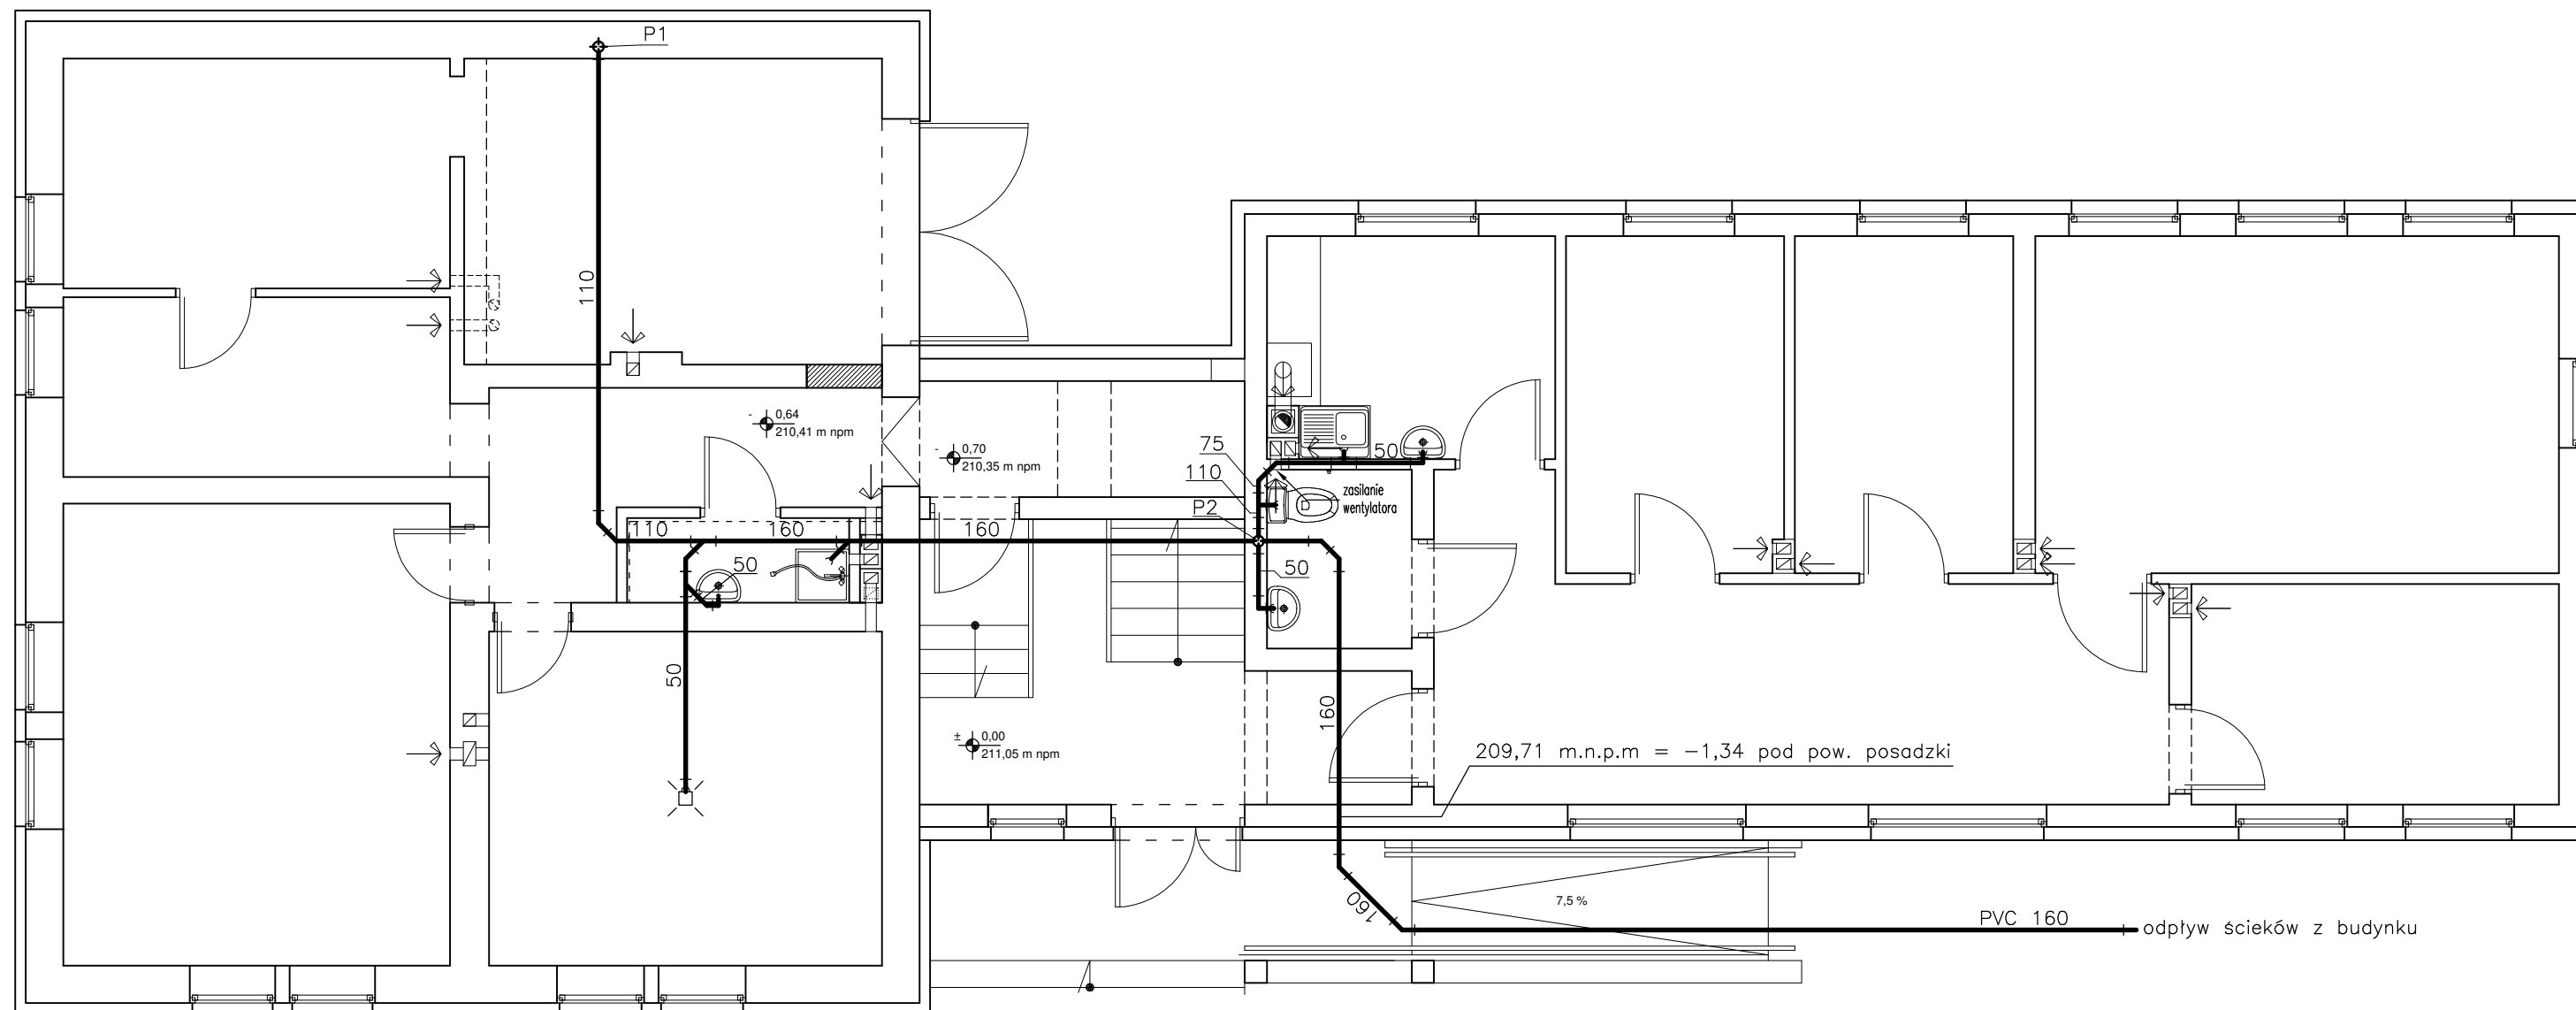 P1
110
- 0,64
210,41 m npm
- 0,70
210,35 m npm
75
110
P2
50
zasilanie
wentylatora
110
160
160
50
50
50
160
± 0,00
211,05 m npm
209,71 m.n.p.m = -1,34 pod pow. posadzki
160
7,5 %
PVC 160
odpływ ścieków z budynku